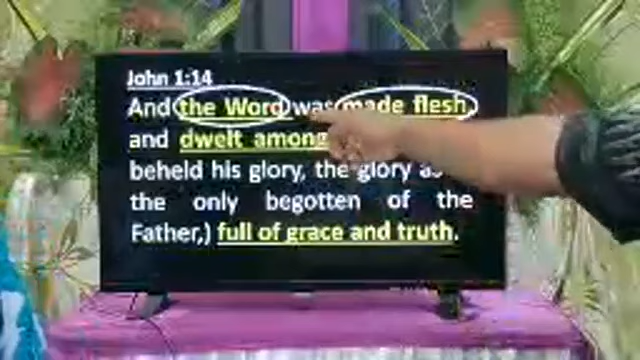 John 1:14
And the Word was made flesh,
and dwelt among
beheld his glory, the glory as
the only begotten of the
Father,) full of grace and truth.